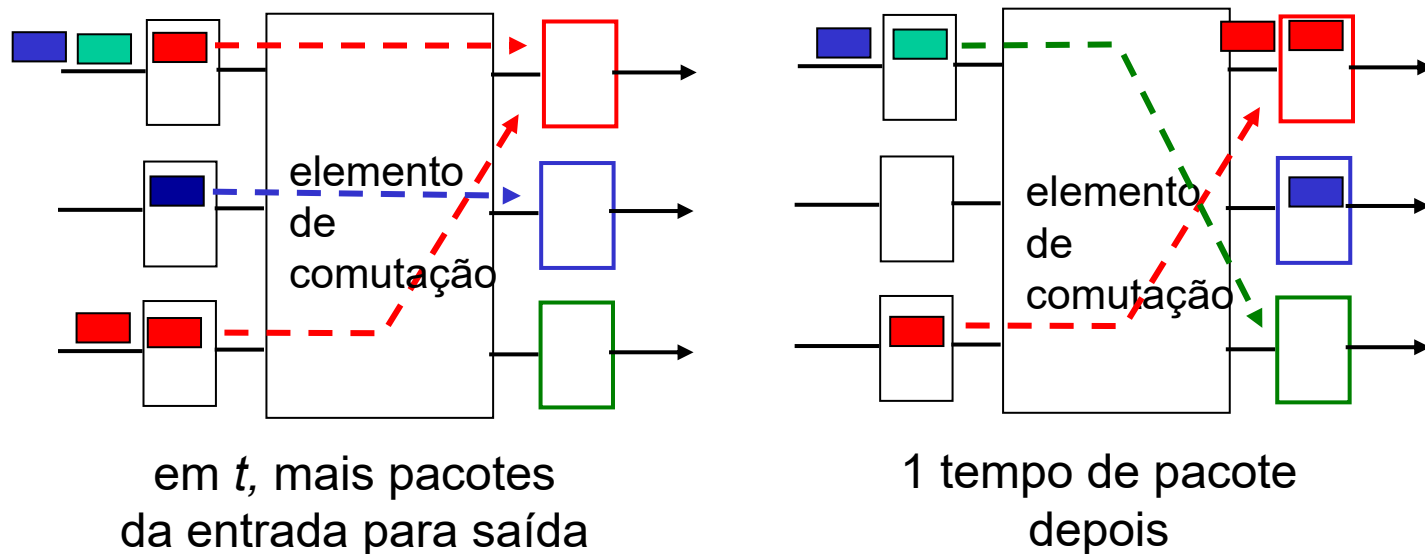 elemento
de
comutação
em t, mais pacotes
da entrada para saída
elemento
de
comutação
1 tempo de pacote
depois